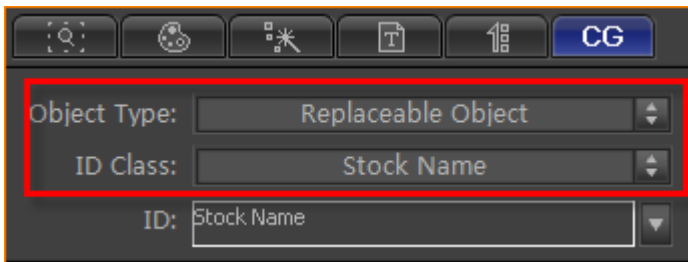 CG
Object Type: Replaceable Object
ID Class: Stock Name
ID: Stock Name